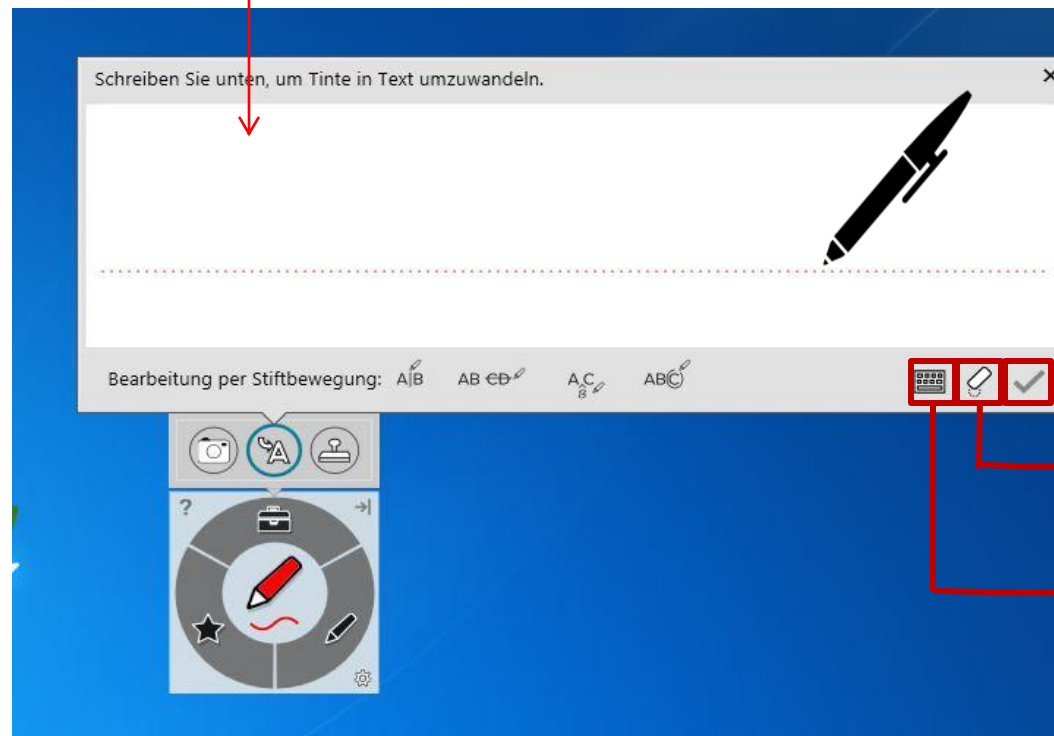 Schreiben Sie unten, um Tinte in Text umzuwandeln.
Bearbeitung per Stiftbewegung: A|B AB CD A^C B ABC)
A
?